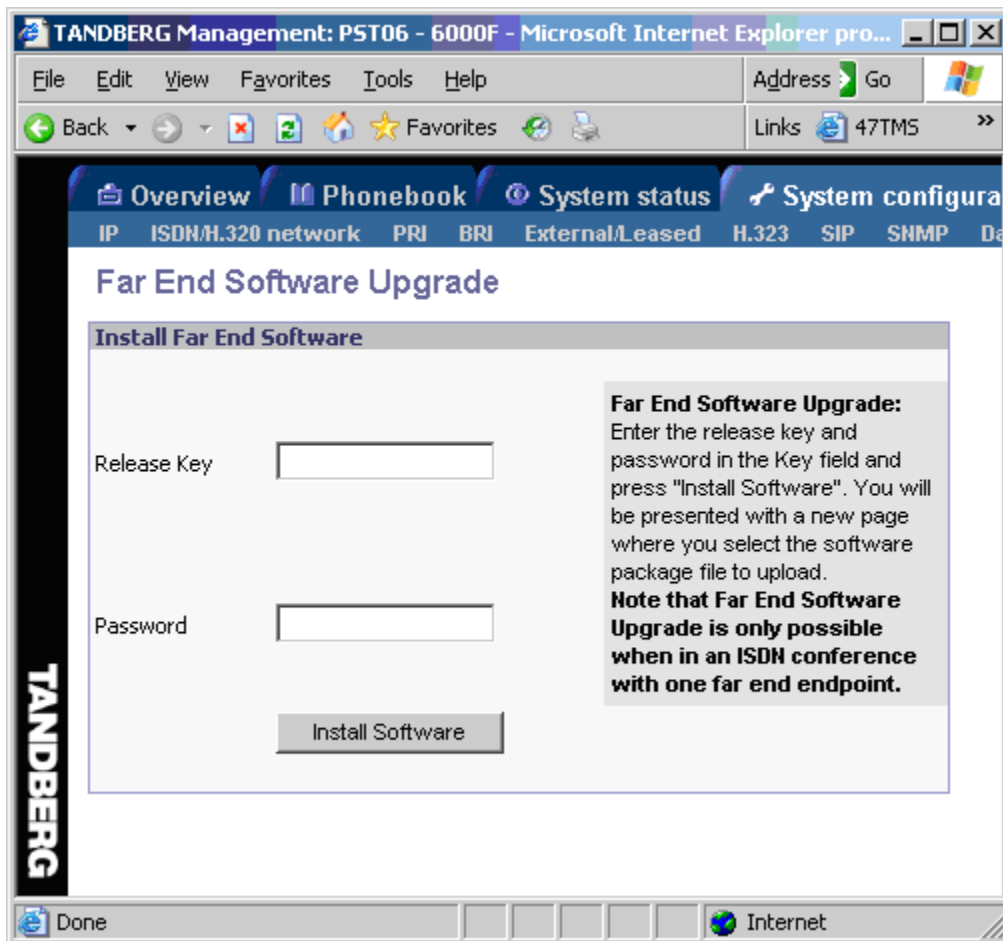 TANDBERG Management: PST06 - 6000F - Microsoft Internet Explorer pro...
File Edit View Favorites Tools Help Address Go
Back Favorites Links 47TMS »
Overview Phonebook System status System configura
IP ISDN/H.320 network PRI BRI External/Leased H.323 SIP SNMP Da
Far End Software Upgrade
Install Far End Software
Release Key
Password
Install Software
Far End Software Upgrade:
Enter the release key and
password in the Key field and
press "Install Software". You will
be presented with a new page
where you select the software
package file to upload.
Note that Far End Software
Upgrade is only possible
when in an ISDN conference
with one far end endpoint.
TANDBERG
Done Internet